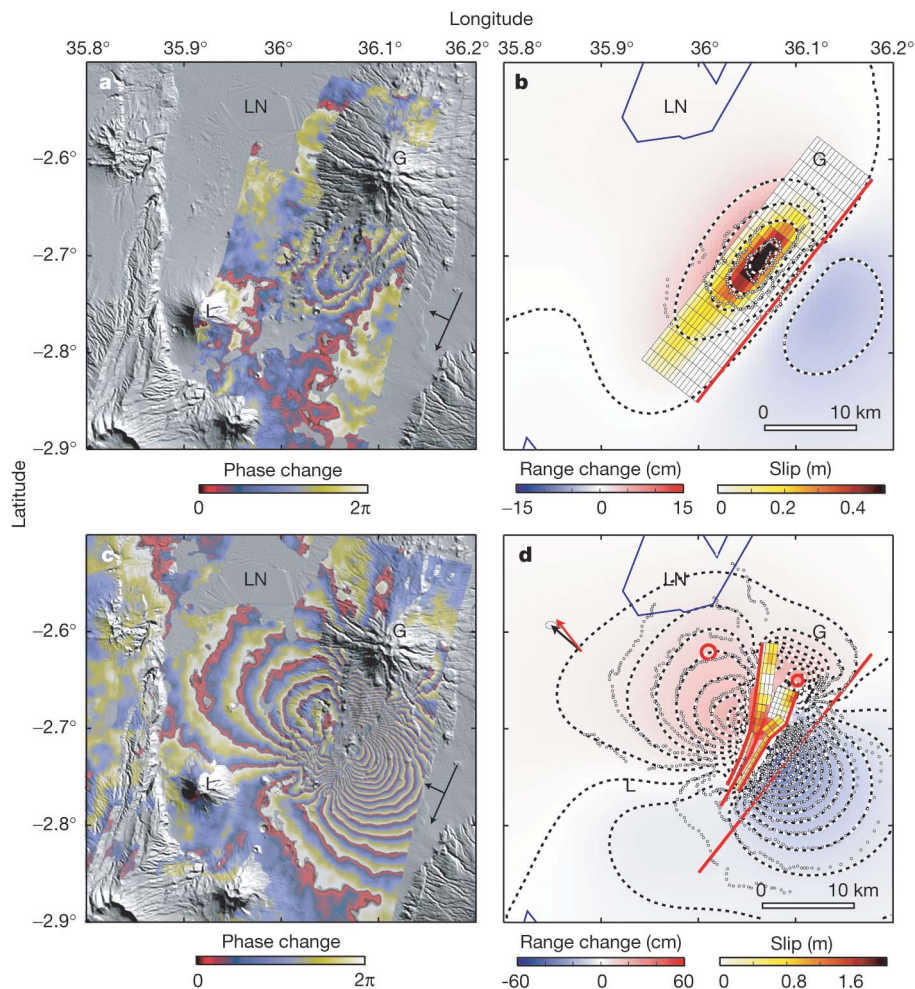 Longitude
35.8° 35.9° 36° 36.1° 36.2° 35.8° 36° 36.1° 36.2°
a LN G L
−2.6°
−2.7°
−2.8°
−2.9°
b LN G
0 10 km
Latitude
Phase change
0 2π
Range change (cm)
−15 0 15
Slip (m)
0 0.2 0.4
c LN G L
−2.6°
−2.7°
−2.8°
−2.9°
d LN G L
0 10 km
Phase change
0 2π
Range change (cm)
-60 0 60
Slip (m)
0 0.8 1.6